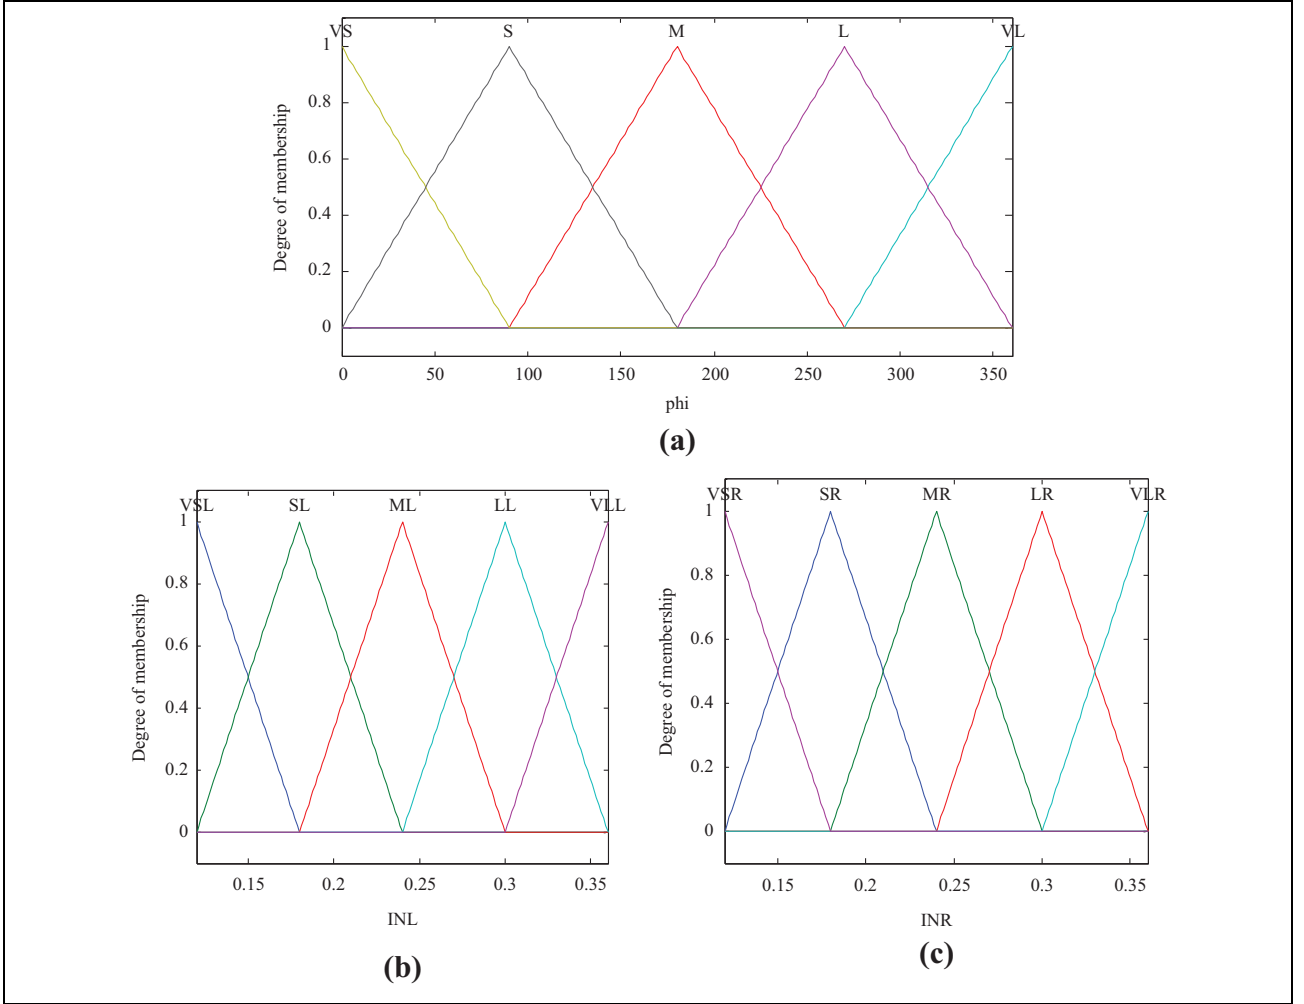 VS S M L VL
1
0.8
0.6
0.4
0.2
0
Degree of membership
0 50 100 150 200 250 300 350
phi
(a)
VSL SL ML LL VLL
1
0.8
0.6
0.4
0.2
0
Degree of membership
0.15 0.2 0.25 0.3 0.35
INL
(b)
VSR SR MR LR VLR
1
0.8
0.6
0.4
0.2
0
Degree of membership
0.15 0.2 0.25 0.3 0.35
INR
(c)